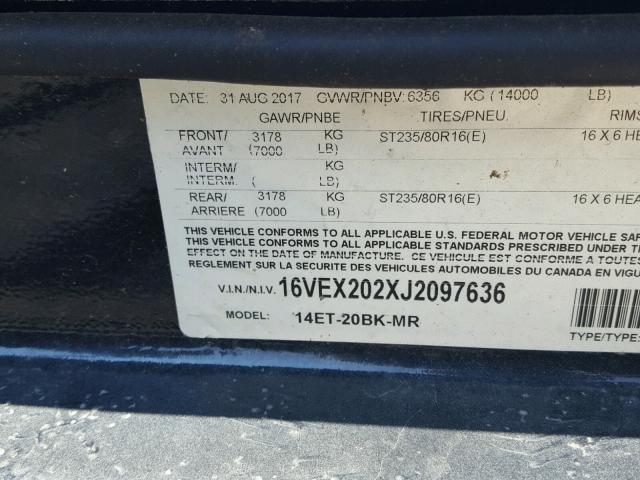 DATE: 31 AUG 2017 GVWR/PNBV: 6356 KG (14000 LB)
GAWR/PNBE TIRES/PNEU. RIMS
FRONT/ 3178 KG ST235/80R16(E) 16 X 6 HE
AVANT (7000 LB)
INTERM/ KG
INTERM. ( LB)
REAR/ 3178 KG ST235/80R16(E) 16 X 6 HEA
ARRIERE (7000 LB)
THIS VEHICLE CONFORMS TO ALL APPLICABLE U.S. FEDERAL MOTOR VEHICLE SAF
THIS VEHICLE CONFORMS TO ALL APPLICABLE STANDARDS PRESCRIBED UNDER T
EFFECT ON THE DATE OF MANUFACTURE. / CE VEHICULE EST CONFORME A TOUTES
REGLEMENT SUR LA SECURITE DES VEHICULES AUTOMOBILES DU CANADA EN VIGU
V.I.N./N.I.V. 16VEX202XJ2097636
MODEL: 14ET-20BK-MR
TYPE/TYPE: